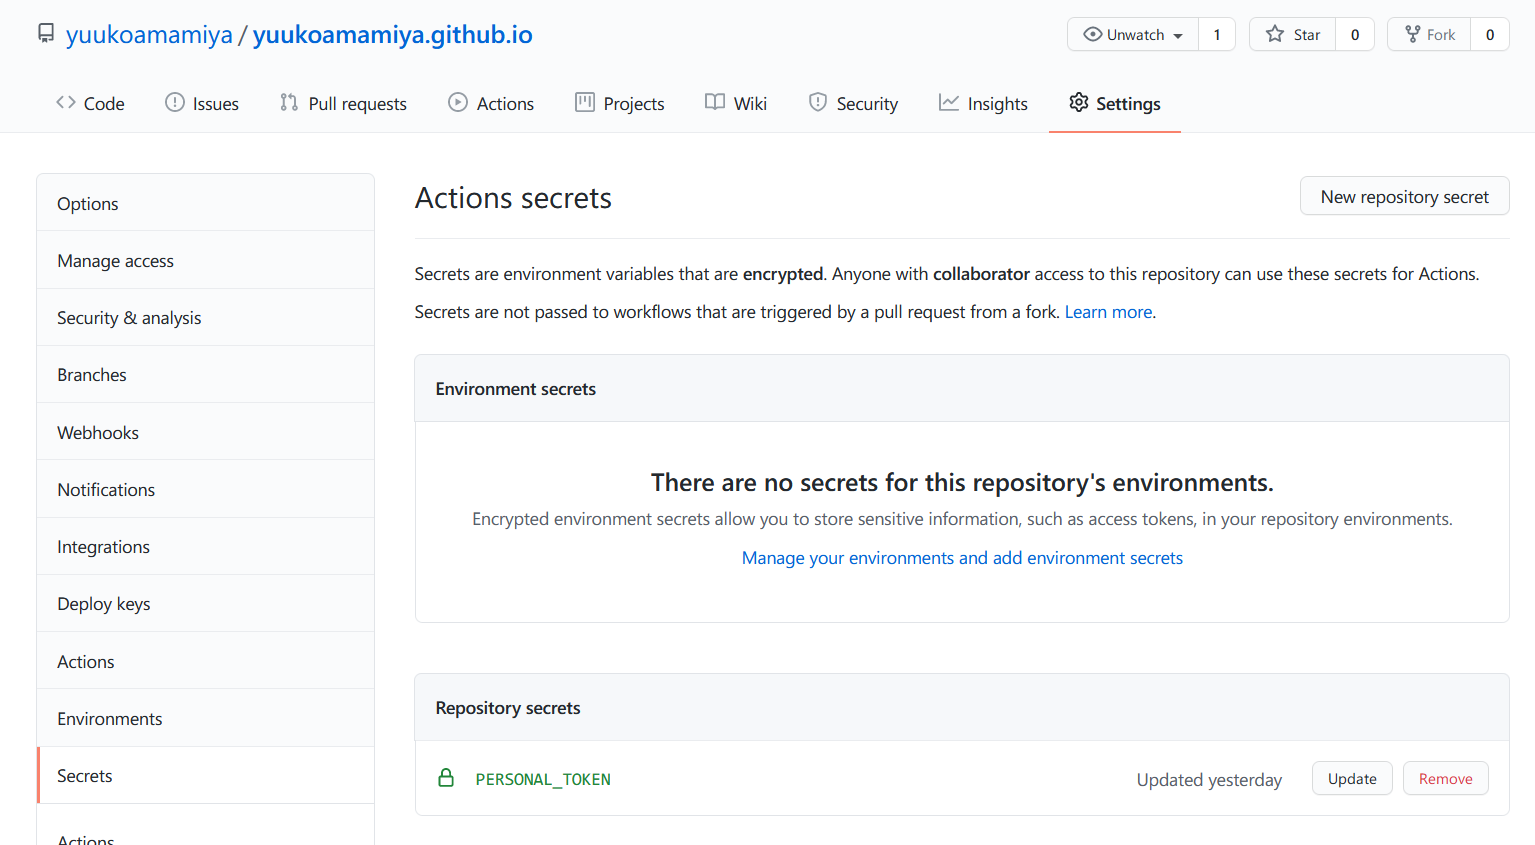 yuukoamamiya / yuukoamamiya.github.io
Unwatch 1 Star 0 Fork 0
Code Issues Pull requests Actions Projects Wiki Security Insights Settings
Options
Manage access
Security & analysis
Branches
Webhooks
Notifications
Integrations
Deploy keys
Actions
Environments
Secrets
Actions
Actions secrets
New repository secret
Secrets are environment variables that are encrypted. Anyone with collaborator access to this repository can use these secrets for Actions.
Secrets are not passed to workflows that are triggered by a pull request from a fork. Learn more.
Environment secrets
There are no secrets for this repository's environments.
Encrypted environment secrets allow you to store sensitive information, such as access tokens, in your repository environments.
Manage your environments and add environment secrets
Repository secrets
PERSONAL_TOKEN Updated yesterday Update Remove